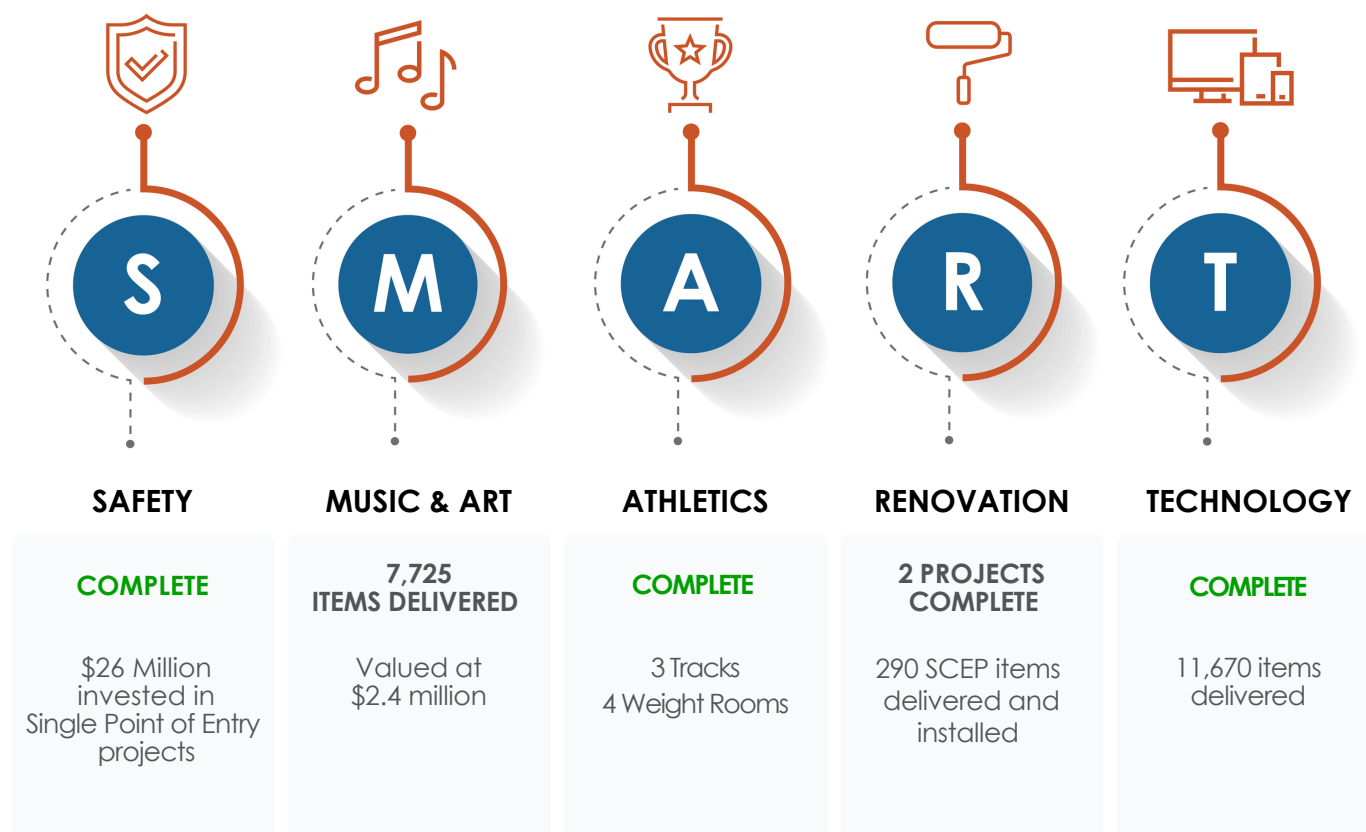 S
M
A
R
T
SAFETY
COMPLETE
$26 Million
invested in
Single Point of Entry
projects
MUSIC & ART
7,725
ITEMS DELIVERED
Valued at
$2.4 million
ATHLETICS
COMPLETE
3 Tracks
4 Weight Rooms
RENOVATION
2 PROJECTS
COMPLETE
290 SCEP items
delivered and
installed
TECHNOLOGY
COMPLETE
11,670 items
delivered